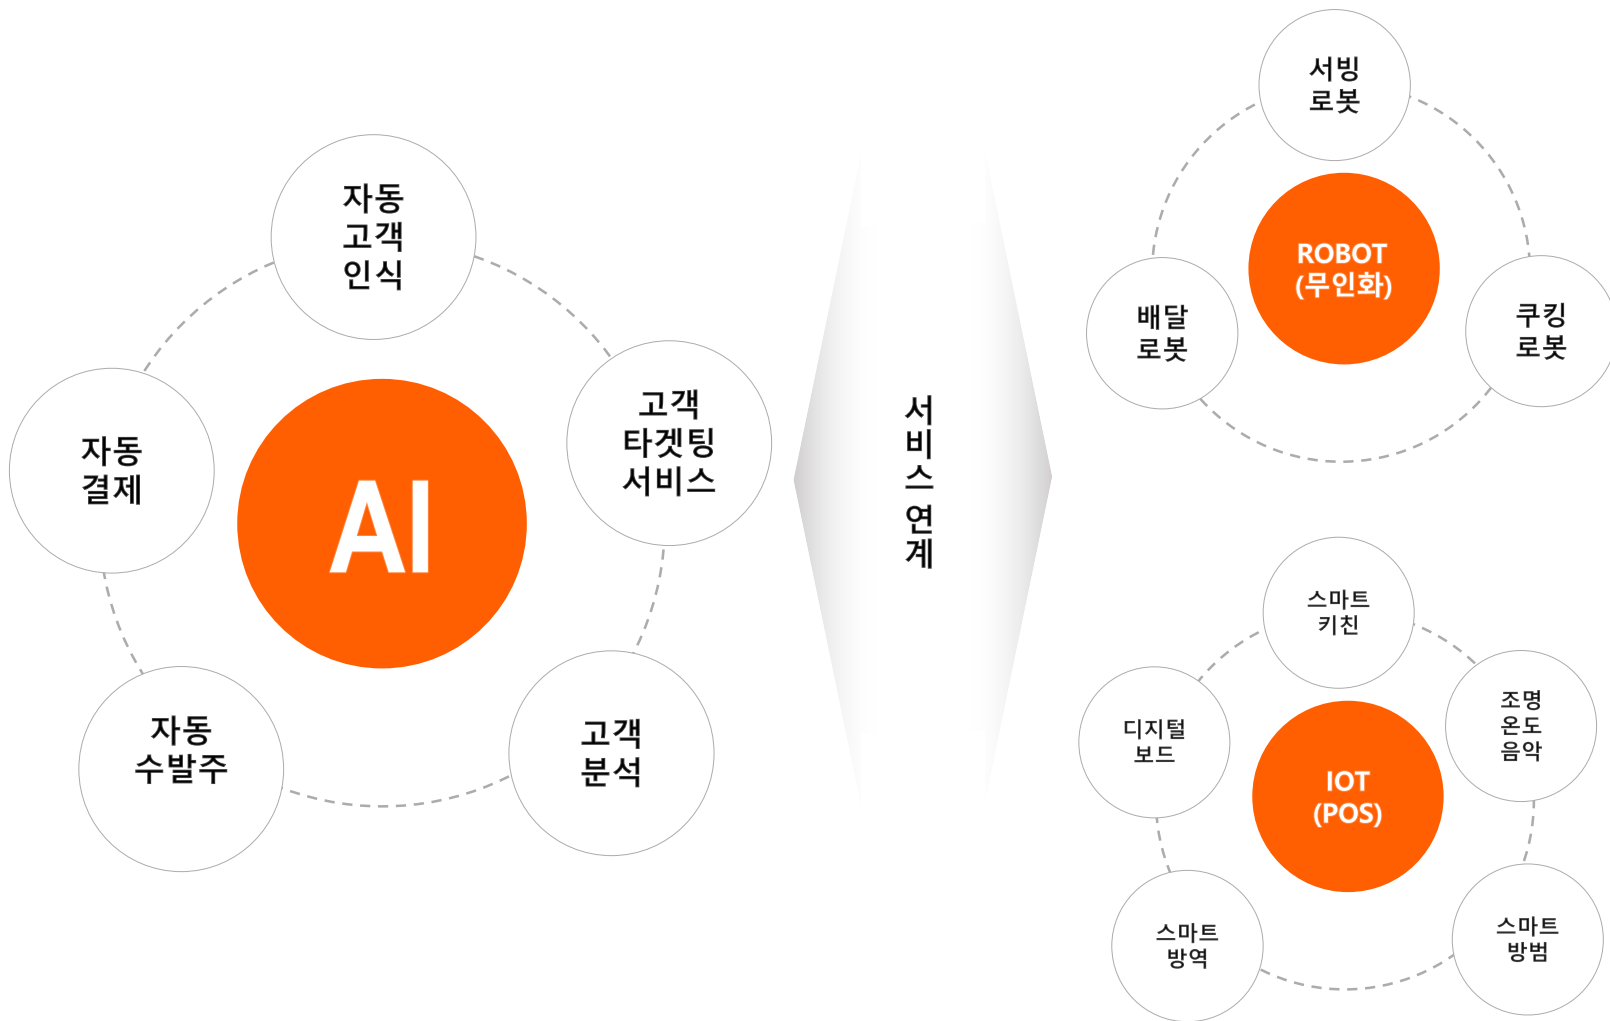 자동
고객
인식
고객
타겟팅
서비스
자동
결제
AI
자동
수발주
고객
분석
서비스 연계
서빙
로봇
ROBOT
(무인화)
배달
로봇
쿠킹
로봇
스마트
키친
조명
온도
음악
디지털
보드
IOT
(POS)
스마트
방역
스마트
방범